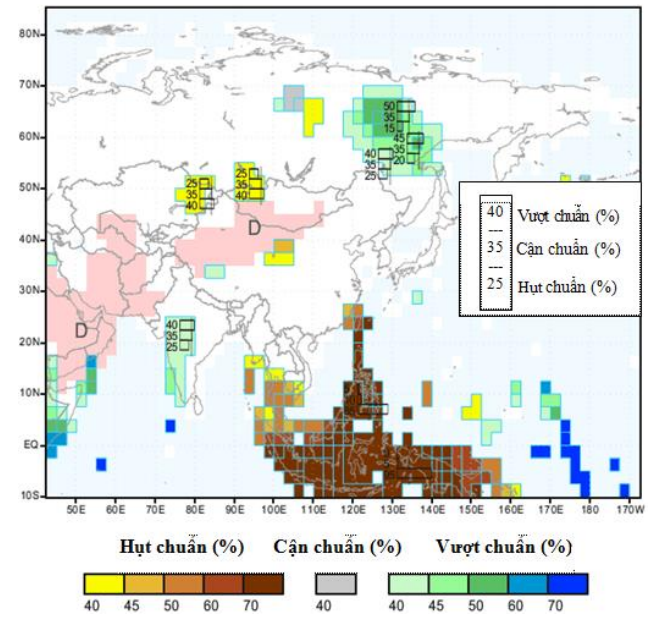 80N
70N
60N
50N
40N
30N
20N
10N
EQ
10S
50E 60E 70E 80E 90E 100E 110E 120E 130E 140E 150E 160E 170E 180 170W
50
35
15
45
35
20
40
35
25
25
35
40
25
35
40
D
D
40
35
25
40 Vượt chuẩn (%)
---
35 Cận chuẩn (%)
---
25 Hụt chuẩn (%)
Hụt chuẩn (%) Cận chuẩn (%) Vượt chuẩn (%)
40 45 50 60 70 40 40 45 50 60 70